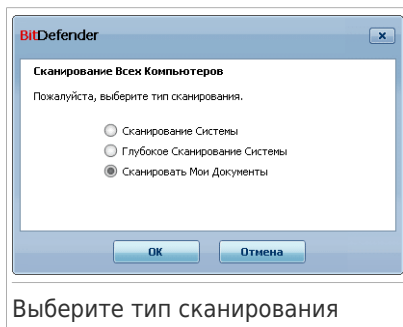 BitDefender
Сканирование Всех Компьютеров
Пожалуйста, выберите тип сканирования.
Сканирование Системы
Глубокое Сканирование Системы
Сканировать Мои Документы
OK
Отмена
Выберите тип сканирования